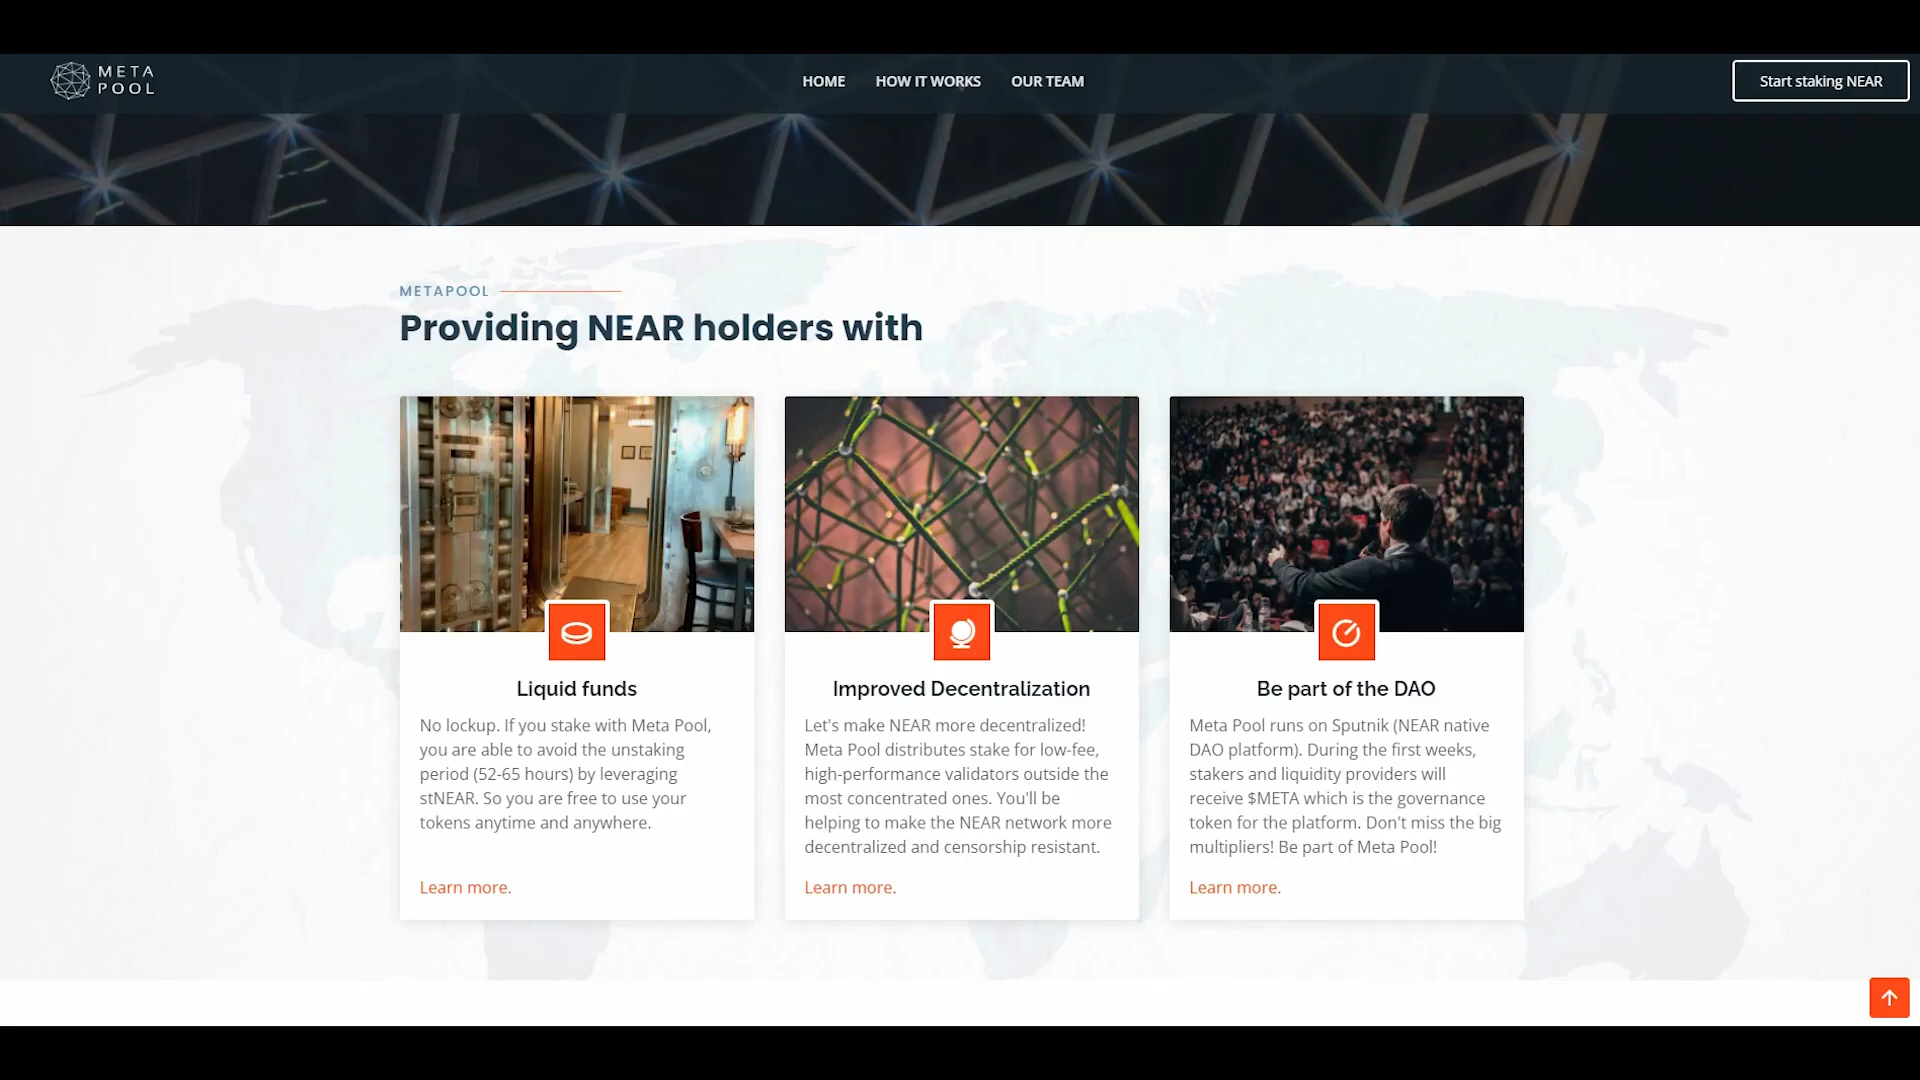 META
POOL
HOME HOW IT WORKS OUR TEAM
Start staking NEAR
METAPOOL
Providing NEAR holders with
Liquid funds
No lockup. If you stake with Meta Pool,
you are able to avoid the unstaking
period (52-65 hours) by leveraging
stNEAR. So you are free to use your
tokens anytime and anywhere.
Learn more.
Improved Decentralization
Let's make NEAR more decentralized!
Meta Pool distributes stake for low-fee,
high-performance validators outside the
most concentrated ones. You'll be
helping to make the NEAR network more
decentralized and censorship resistant.
Learn more.
Be part of the DAO
Meta Pool runs on Sputnik (NEAR native
DAO platform). During the first weeks,
stakers and liquidity providers will
receive $META which is the governance
token for the platform. Don't miss the big
multipliers! Be part of Meta Pool!
Learn more.